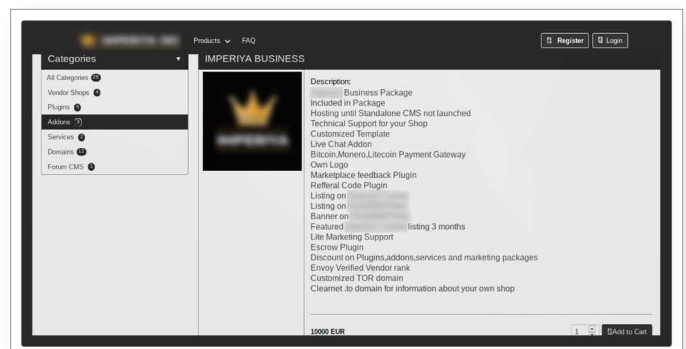 Products
FAQ
Register
Login
Categories
IMPERIYA BUSINESS
All Categories
Vendor Shops
Plugins
Addons
Services
Domains
Forum CMS
Description:
Business Package
Included in Package
Hosting until Standalone CMS not launched
Technical Support for your Shop
Customized Template
Live Chat Addon
Bitcoin,Monero,Litecoin Payment Gateway
Own Logo
Marketplace feedback Plugin
Refferal Code Plugin
Listing on
Listing on
Banner on
Featured listing 3 months
Lite Marketing Support
Escrow Plugin
Discount on Plugins,addons,services and marketing packages
Envoy Verified Vendor rank
Customized TOR domain
Clearnet .to domain for information about your own shop
10000 EUR
1
Add to Cart